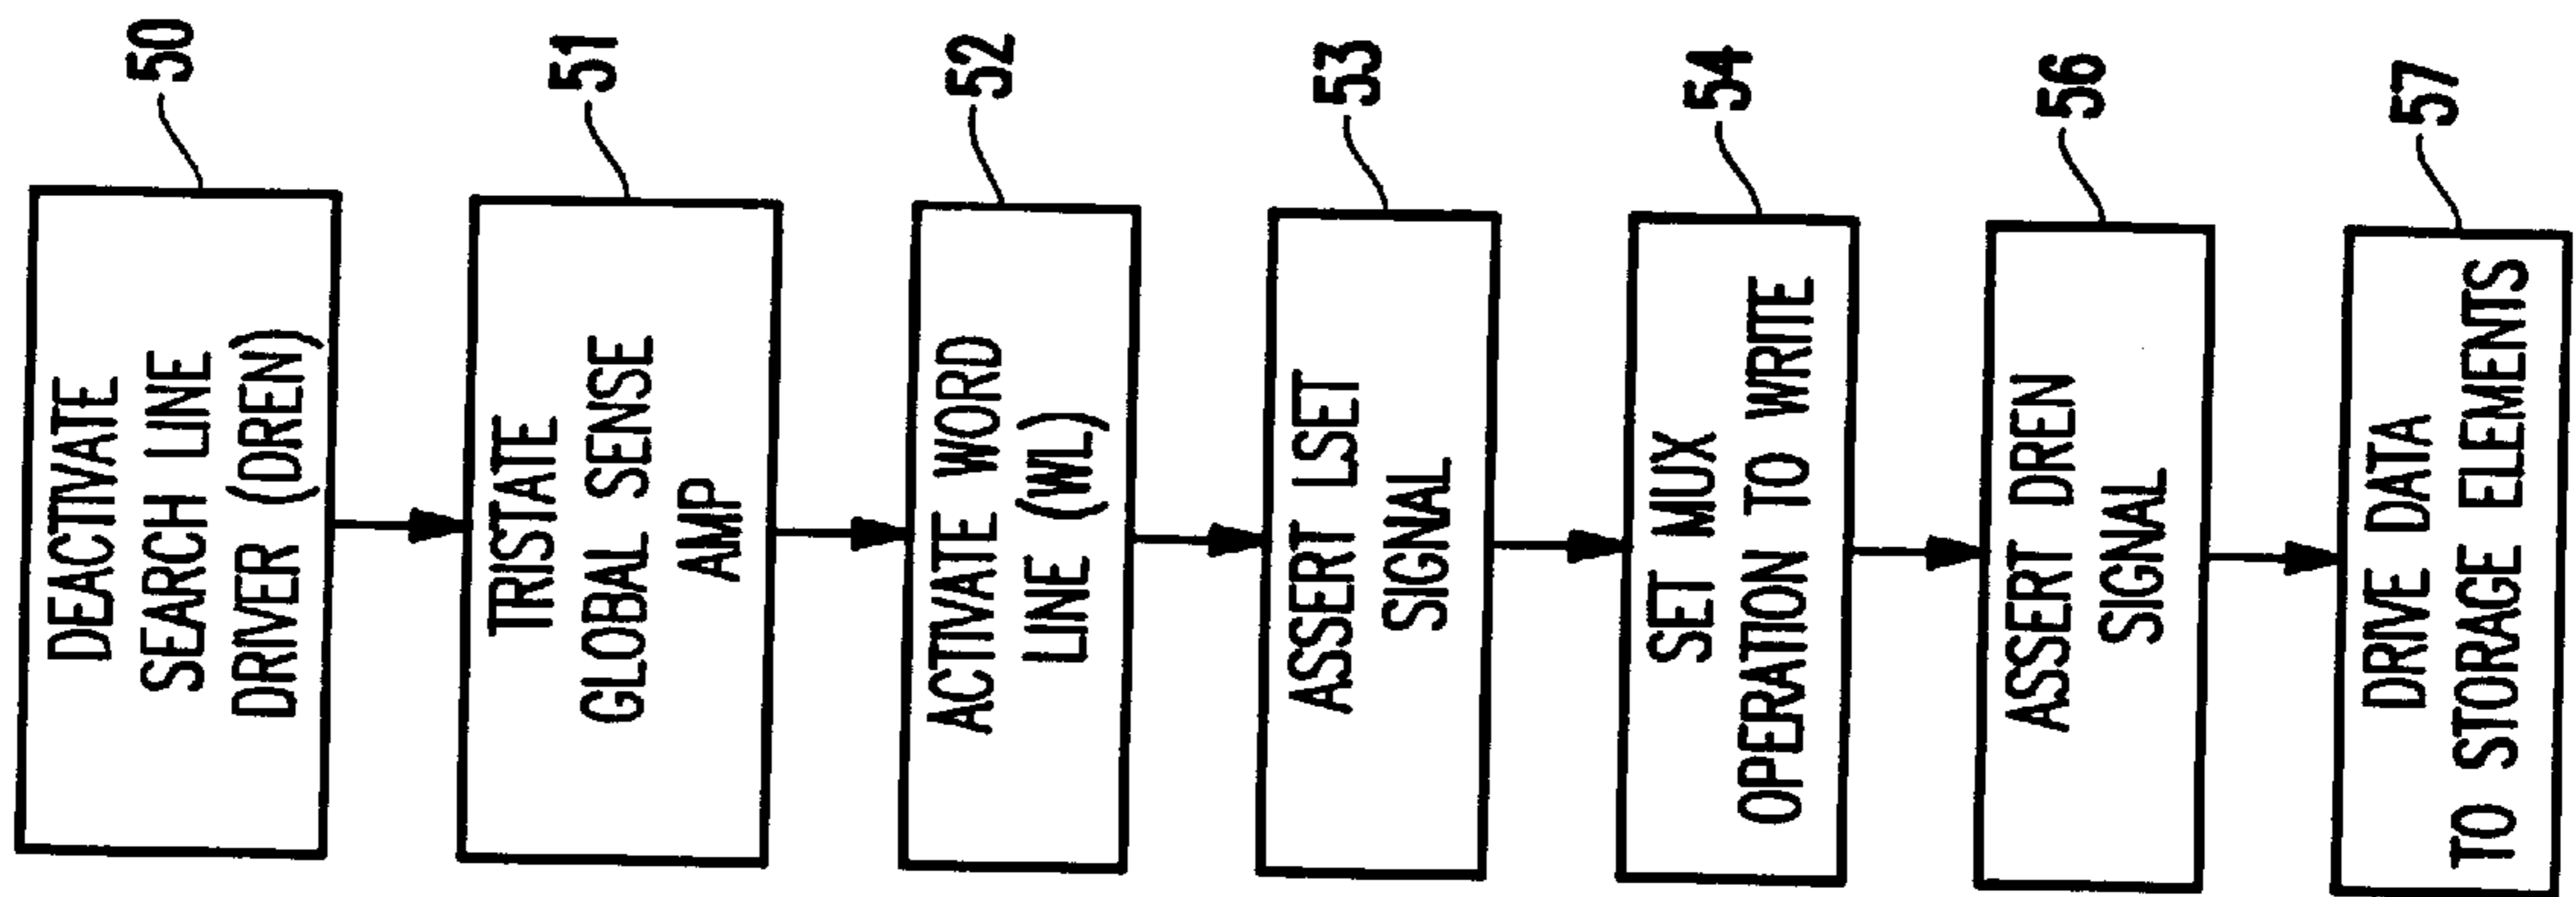 DEACTIVATE
SEARCH LINE
DRIVER (DREN)
50
TRISTATE
GLOBAL SENSE
AMP
51
ACTIVATE WORD
LINE (WL)
52
ASSERT LSET
SIGNAL
53
SET MUX
OPERATION TO WRITE
54
ASSERT DREN
SIGNAL
56
DRIVE DATA
TO STORAGE ELEMENTS
57